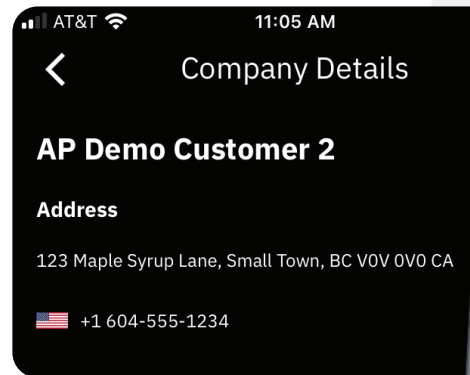 AT&T 11:05 AM
Company Details
AP Demo Customer 2
Address
123 Maple Syrup Lane, Small Town, BC V0V 0V0 CA
+1 604-555-1234